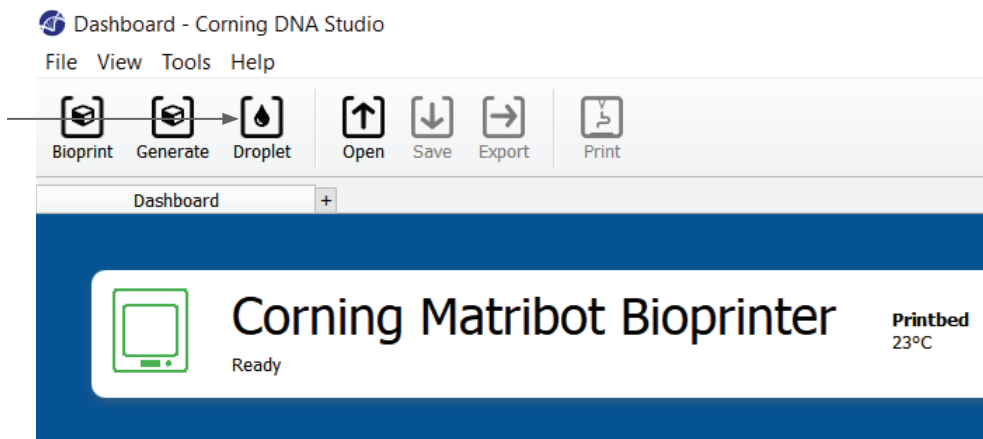 Dashboard - Corning DNA Studio
File View Tools Help
Bioprint Generate Droplet Open Save Export Print
Dashboard +
Corning Matribot Bioprinter
Ready
Printbed
23°C